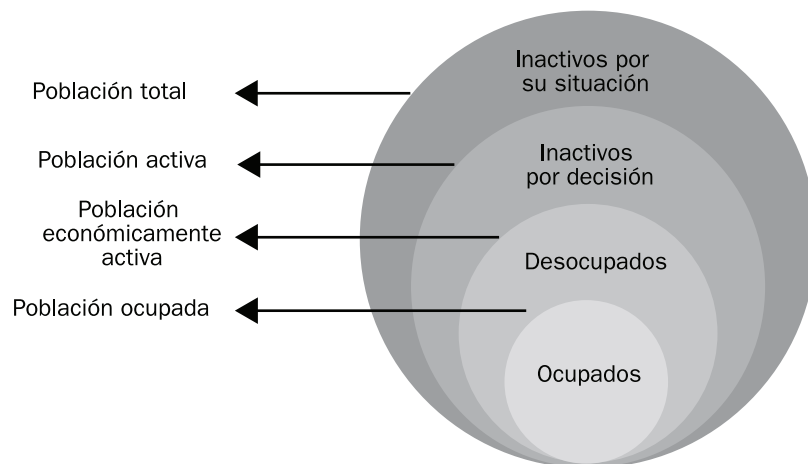 Inactivos por
su situación
Población total
Población activa
Inactivos
por decisión
Población
económicamente
activa
Desocupados
Población ocupada
Ocupados